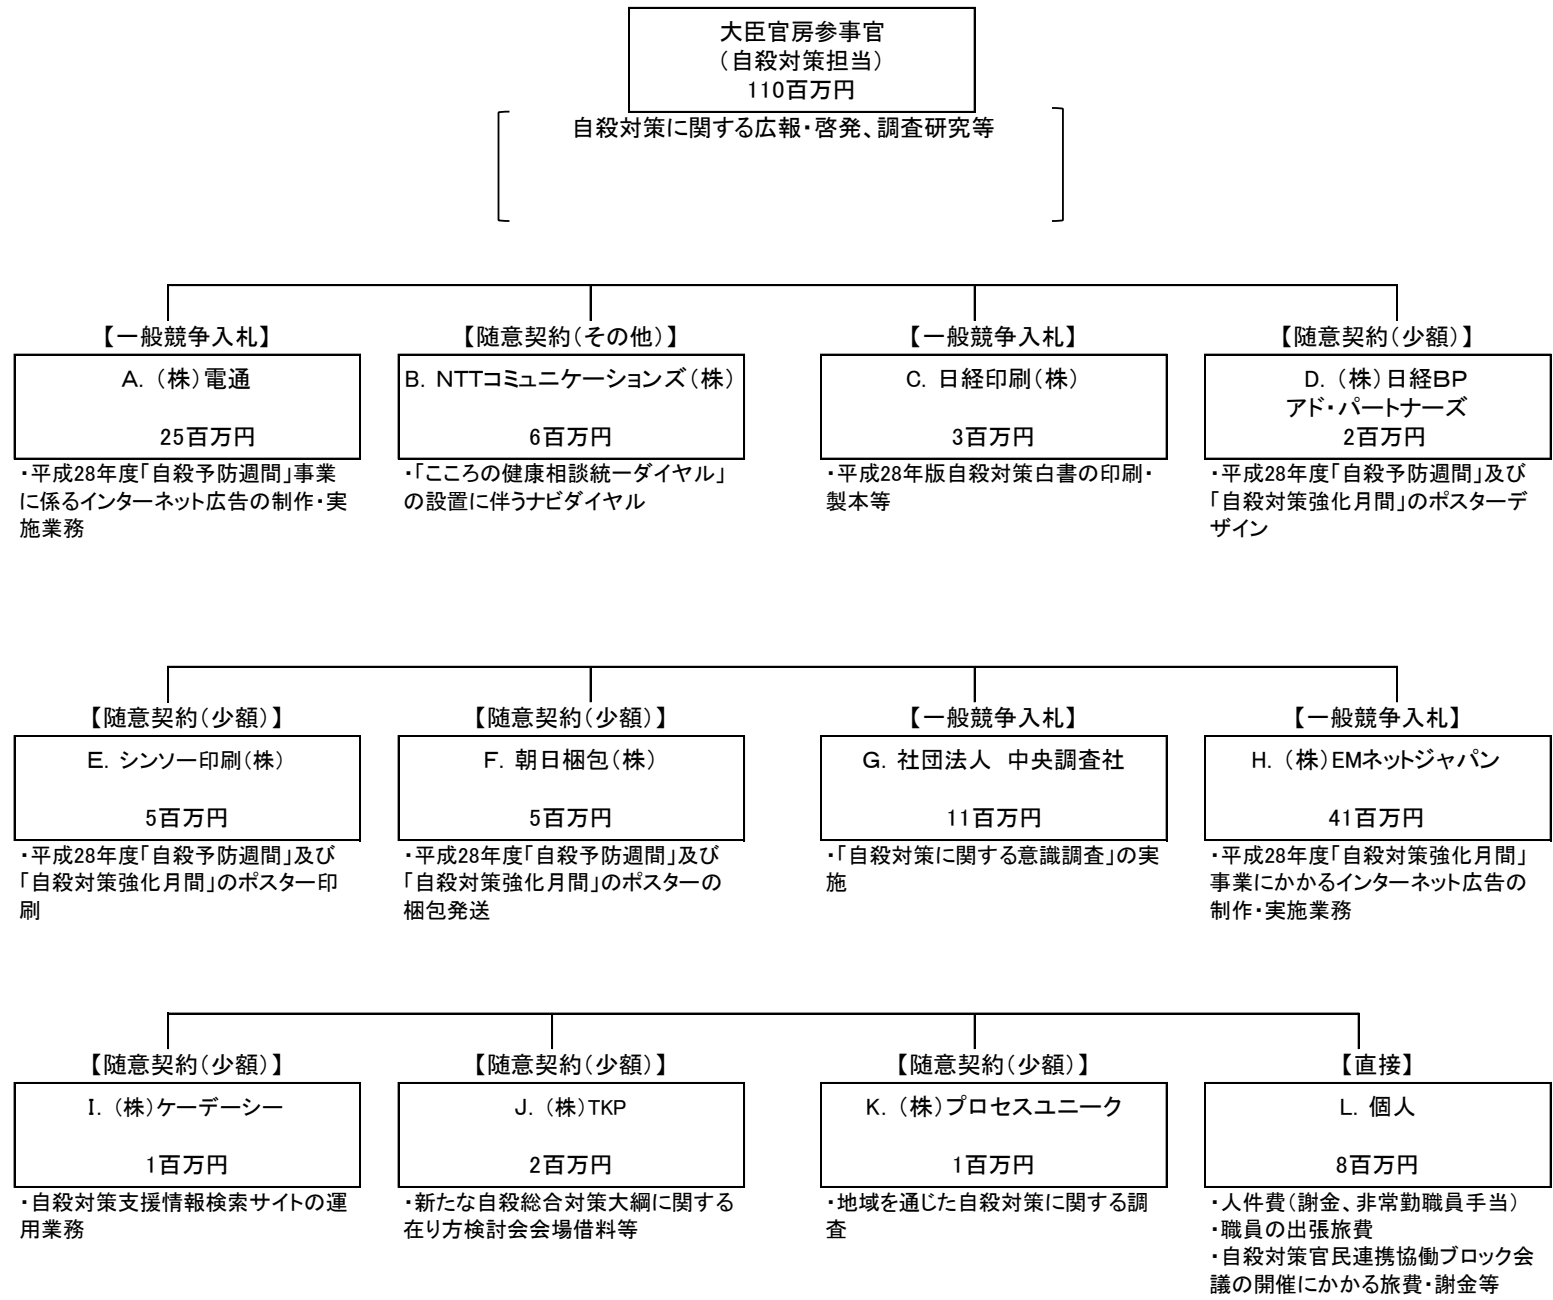 大臣官房参事官
（自殺対策担当）
110百万円
自殺対策に関する広報・啓発、調査研究等
【一般競争入札】
A．（株）電通
25百万円
・平成28年度「自殺予防週間」事業
に係るインターネット広告の制作・実
施業務
【随意契約（その他）】
B．NTTコミュニケーションズ（株）
6百万円
・「こころの健康相談統一ダイヤル」
の設置に伴うナビダイヤル
【一般競争入札】
C．日経印刷（株）
3百万円
・平成28年版自殺対策白書の印刷・
製本等
【随意契約（少額）】
D．（株）日経BP
アド・パートナーズ
2百万円
・平成28年度「自殺予防週間」及び
「自殺対策強化月間」のポスターデ
ザイン
【随意契約（少額）】
E．シンソー印刷（株）
5百万円
・平成28年度「自殺予防週間」及び
「自殺対策強化月間」のポスター印
刷
【随意契約（少額）】
F．朝日梱包（株）
5百万円
・平成28年度「自殺予防週間」及び
「自殺対策強化月間」のポスターの
梱包発送
【一般競争入札】
G．社団法人　中央調査社
11百万円
・「自殺対策に関する意識調査」の実
施
【一般競争入札】
H．（株）EMネットジャパン
41百万円
・平成28年度「自殺対策強化月間」
事業にかかるインターネット広告の
制作・実施業務
【随意契約（少額）】
I．（株）ケーデーシー
1百万円
・自殺対策支援情報検索サイトの運
用業務
【随意契約（少額）】
J．（株）TKP
2百万円
・新たな自殺総合対策大綱に関する
在り方検討会会場借料等
【随意契約（少額）】
K．（株）プロセスユニーク
1百万円
・地域を通じた自殺対策に関する調
査
【直接】
L．個人
8百万円
・人件費（謝金、非常勤職員手当）
・職員の出張旅費
・自殺対策官民連携協働ブロック会
議の開催にかかる旅費・謝金等